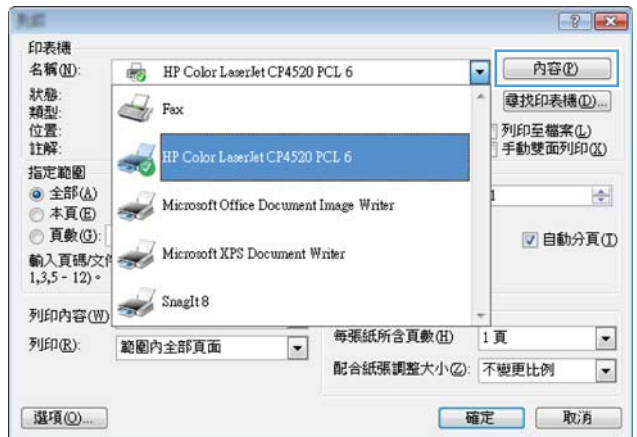 列印
印表機
名稱(N):
HP Color LaserJet CP4520 PCL 6
內容(P)
狀態:
類型:
位置:
註解:
Fax
HP Color LaserJet CP4520 PCL 6
Microsoft Office Document Image Writer
Microsoft XPS Document Writer
SnagIt 8
尋找印表機(D)...
列印至檔案(L)
手動雙面列印(X)
指定範圍
全部(A)
本頁(E)
頁數(G):
輸入頁碼/文件
1,3,5 - 12)。
1
自動分頁(T)
列印內容(W)
列印(R):
範圍內全部頁面
每張紙所含頁數(H)
1 頁
配合紙張調整大小(Z):
不變更比例
選項(O)...
確定
取消